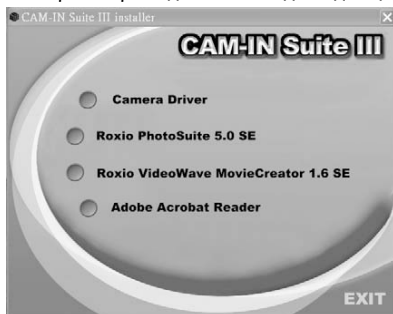 CAM-IN Suite III installer
CAM-IN Suite III
Camera Driver
Roxio PhotoSuite 5.0 SE
Roxio VideoWave MovieCreator 1.6 SE
Adobe Acrobat Reader
EXIT